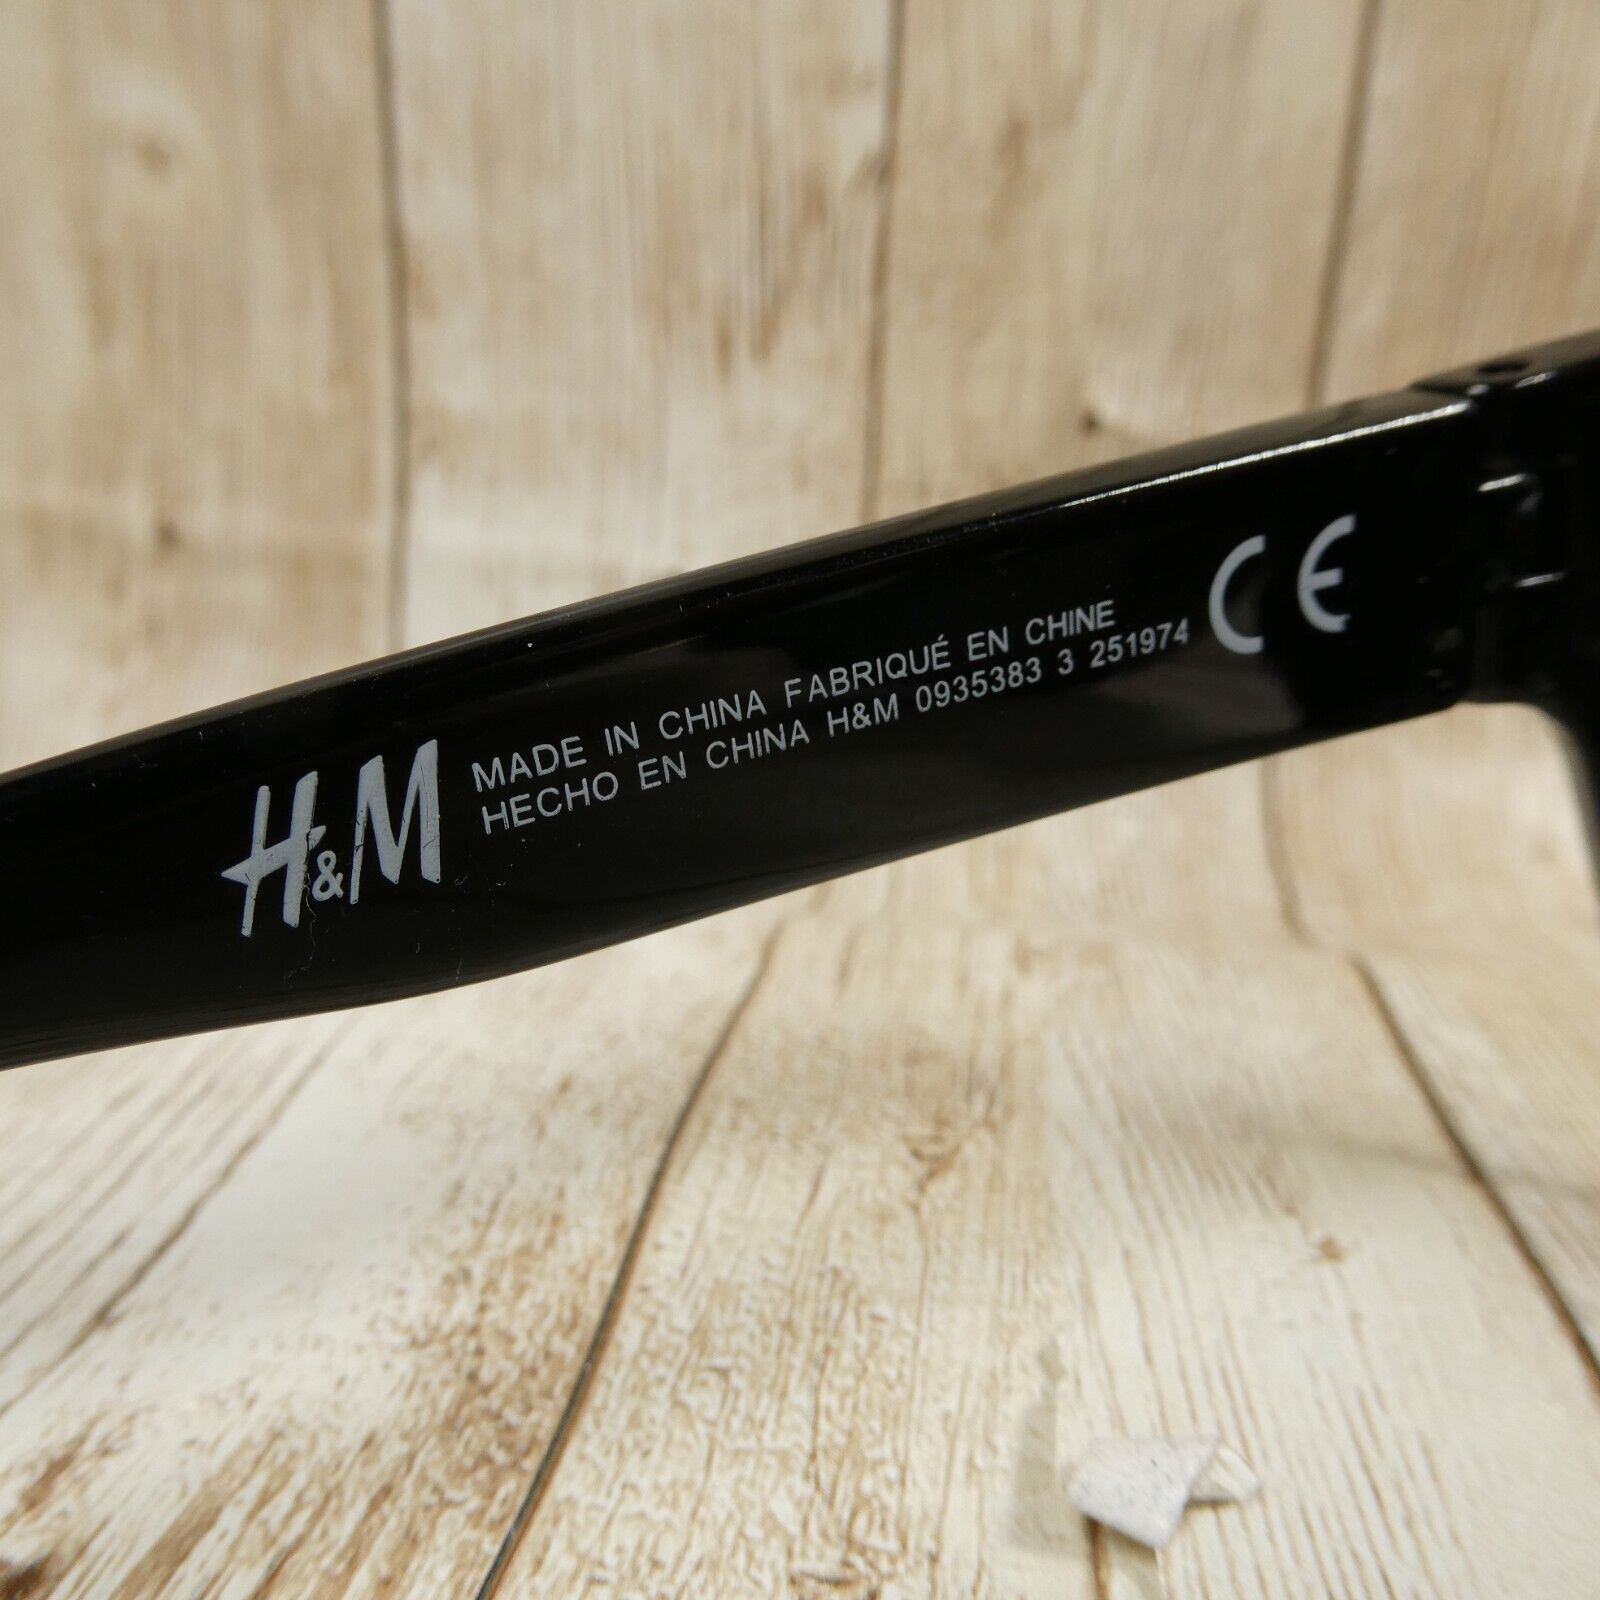 H&M
MADE IN CHINA FABRIQUÉ EN CHINE
HECHO EN CHINA H&M 0935383 3 251974
CE